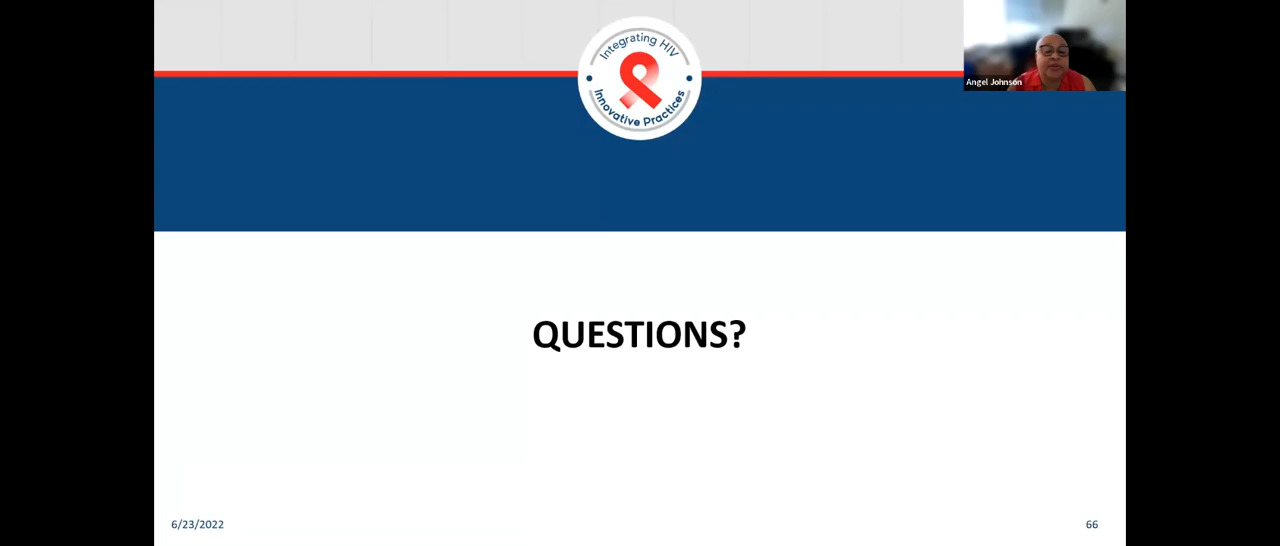 Integrating HIV
Innovative Practices
Angel Johnson
QUESTIONS?
6/23/2022
66